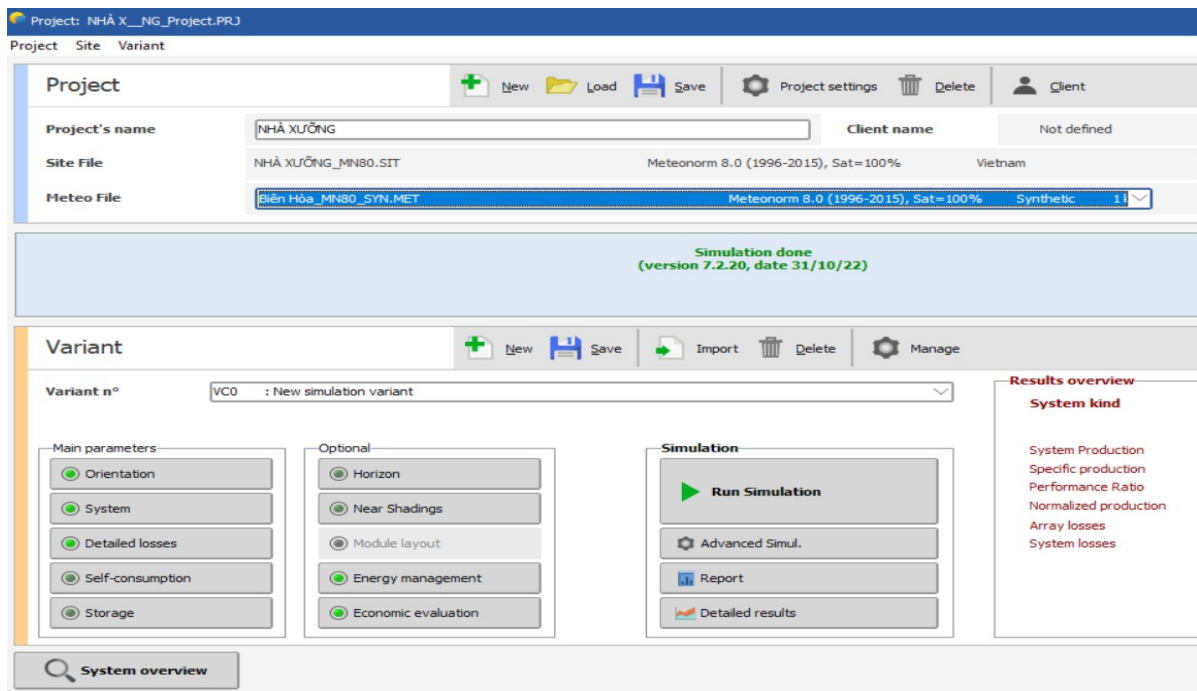 Project: NHÀ X__NG_Project.PRJ
Project Site Variant
Project New Load Save Project settings Delete Client
Project's name NHÀ XƯỠNG Client name Not defined
Site File NHÀ XƯỠNG_MN80.SIT Meteonorm 8.0 (1996-2015), Sat=100% Vietnam
Meteo File Biên Hòa_MN80_SYN.MET Meteonorm 8.0 (1996-2015), Sat=100% Synthetic
Simulation done
(version 7.2.20, date 31/10/22)
Variant New Save Import Delete Manage
Variant n° VC0 : New simulation variant
Results overview
System kind
System Production
Specific production
Performance Ratio
Normalized production
Array losses
System losses
Main parameters
Orientation
System
Detailed losses
Self-consumption
Storage
Optional
Horizon
Near Shadings
Module layout
Energy management
Economic evaluation
Simulation
Run Simulation
Advanced Simul.
Report
Detailed results
System overview